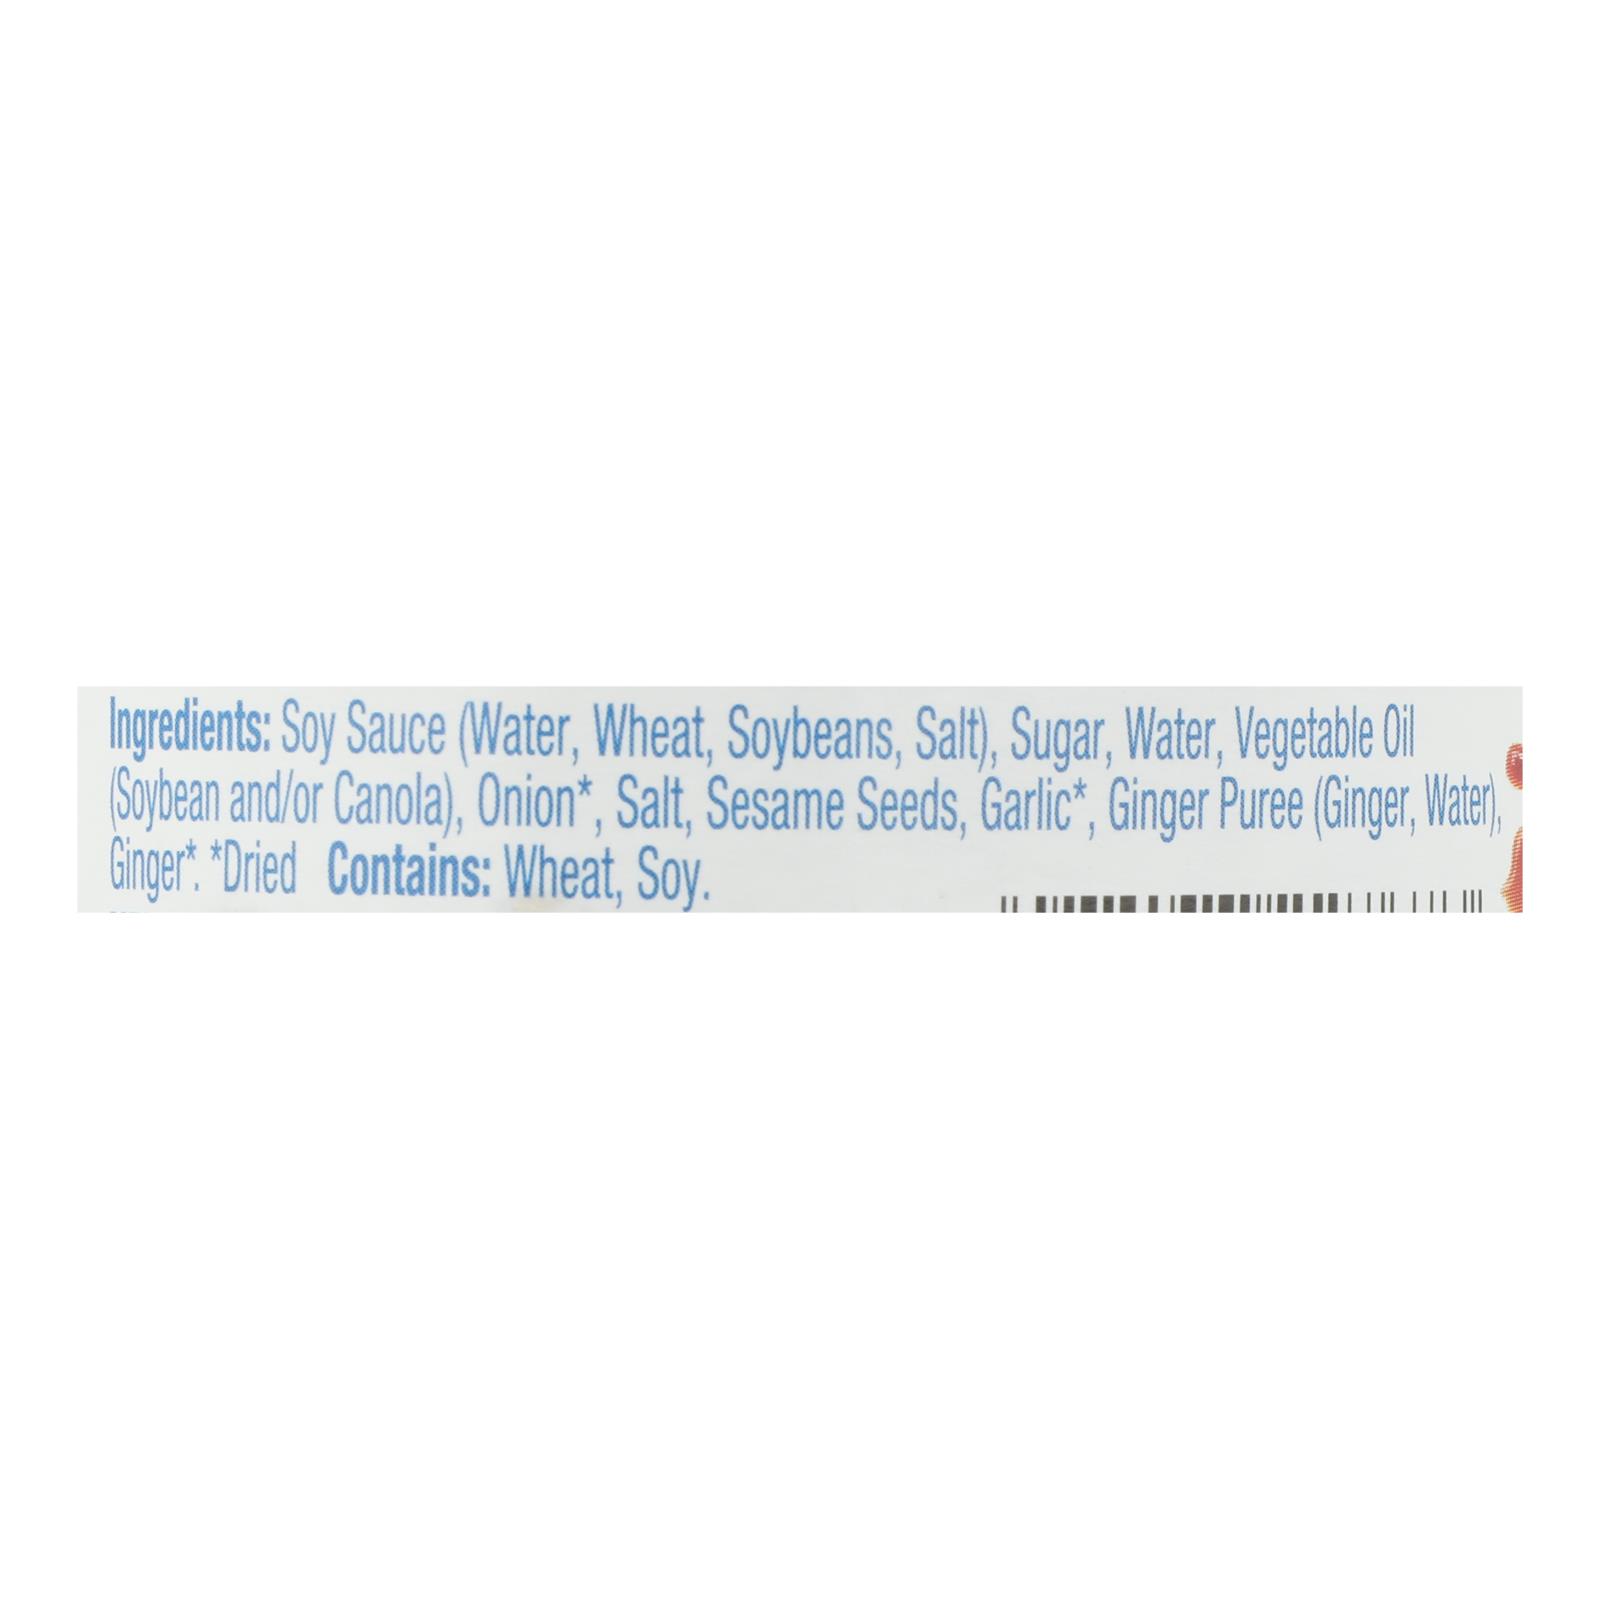 Ingredients: Soy Sauce (Water, Wheat, Soybeans, Salt), Sugar, Water, Vegetable Oil
(Soybean and/or Canola), Onion*, Salt, Sesame Seeds, Garlic*, Ginger Puree (Ginger, Water),
Ginger*. *Dried Contains: Wheat, Soy.